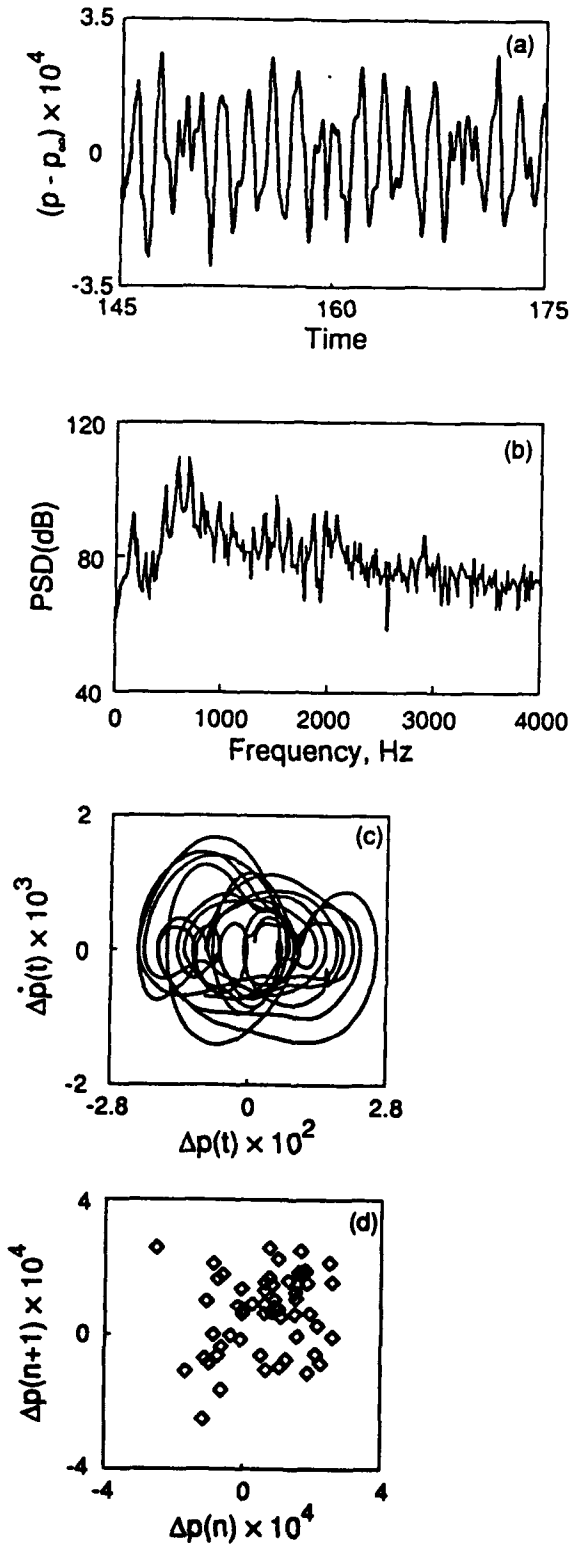 3.5
(a)
(p - p∞) × 10⁴
0
-3.5
145
160
175
Time
120
(b)
PSD(dB)
80
40
0
1000
2000
3000
4000
Frequency, Hz
2
(c)
Δṗ(t) × 10³
0
-2
-2.8
0
2.8
Δp(t) × 10²
4
(d)
Δp(n+1) × 10⁴
0
-4
-4
0
4
Δp(n) × 10⁴